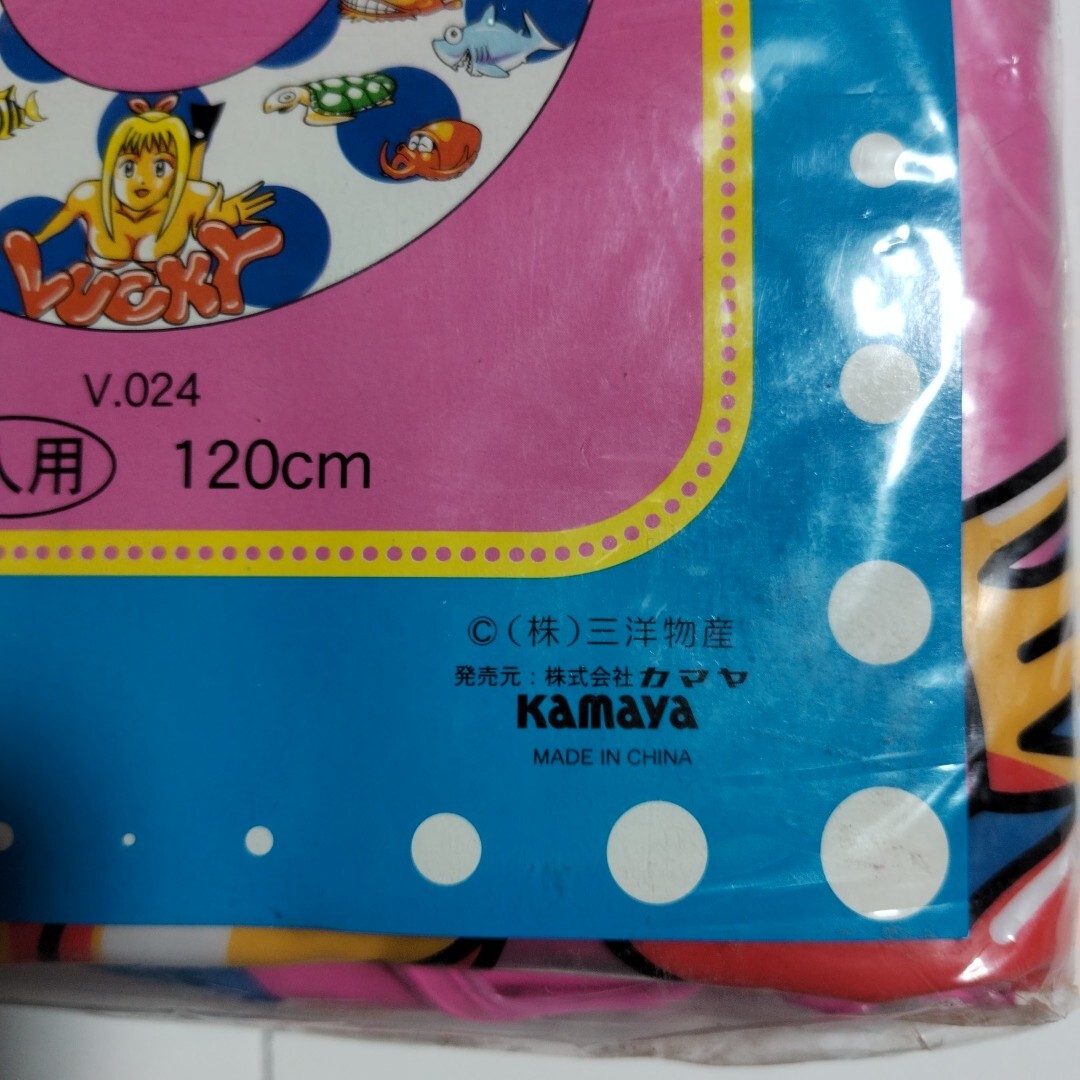 LUCKY
V.024
人用 120cm
©(株)三洋物産
発売元:株式会社カマヤ
Kamaya
MADE IN CHINA